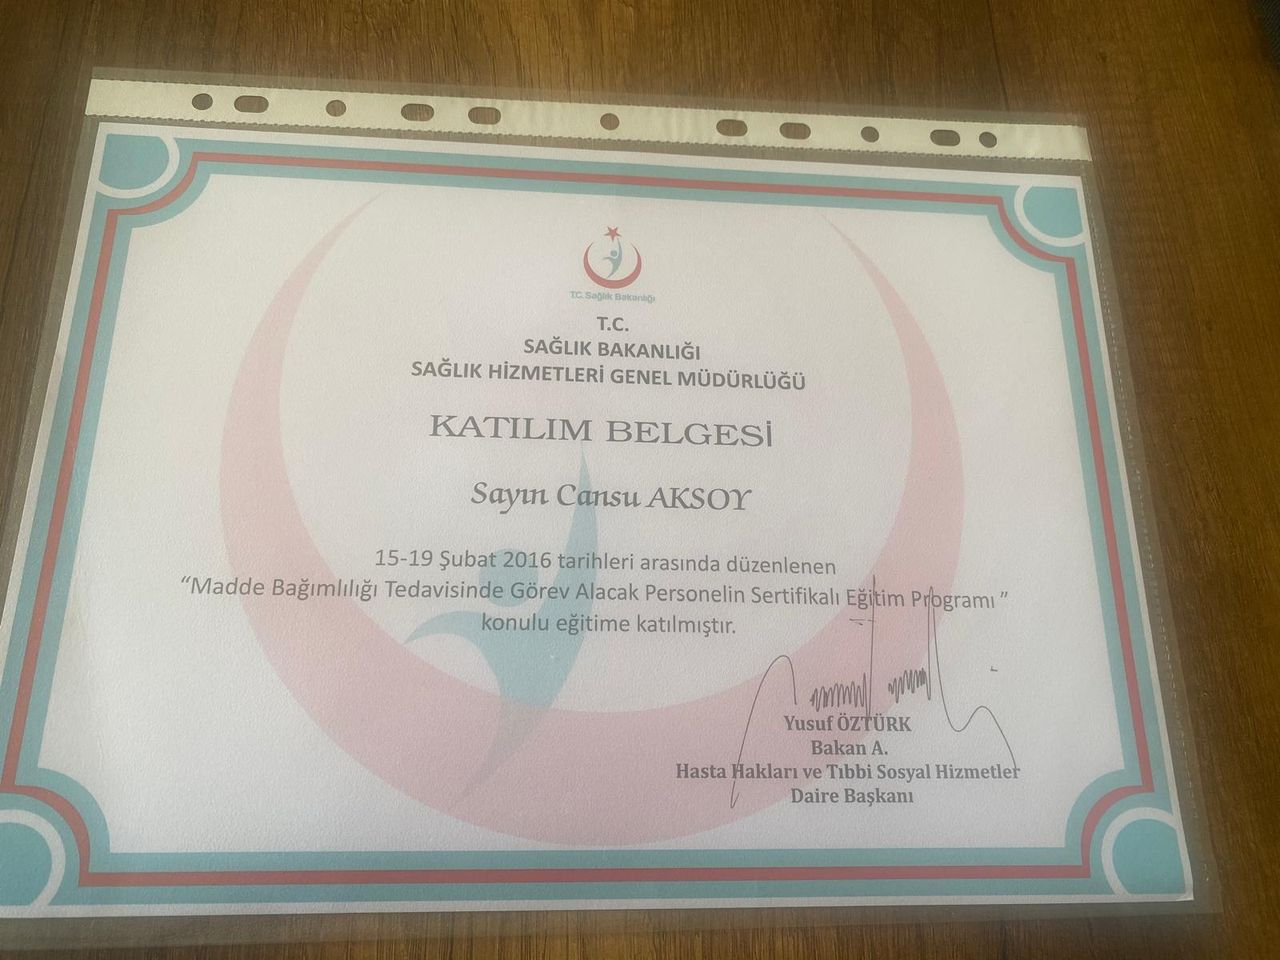 T.C. Sağlık Bakanlığı
T.C.
SAĞLIK BAKANLIĞI
SAĞLIK HİZMETLERİ GENEL MÜDÜRLÜĞÜ
KATILIM BELGESİ
Sayın Cansu AKSOY
15-19 Şubat 2016 tarihleri arasında düzenlenen
“Madde Bağımlılığı Tedavisinde Görev Alacak Personelin Sertifikalı Eğitim Programı ”
konulu eğitime katılmıştır.
Yusuf ÖZTÜRK
Bakan A.
Hasta Hakları ve Tıbbi Sosyal Hizmetler
Daire Başkanı